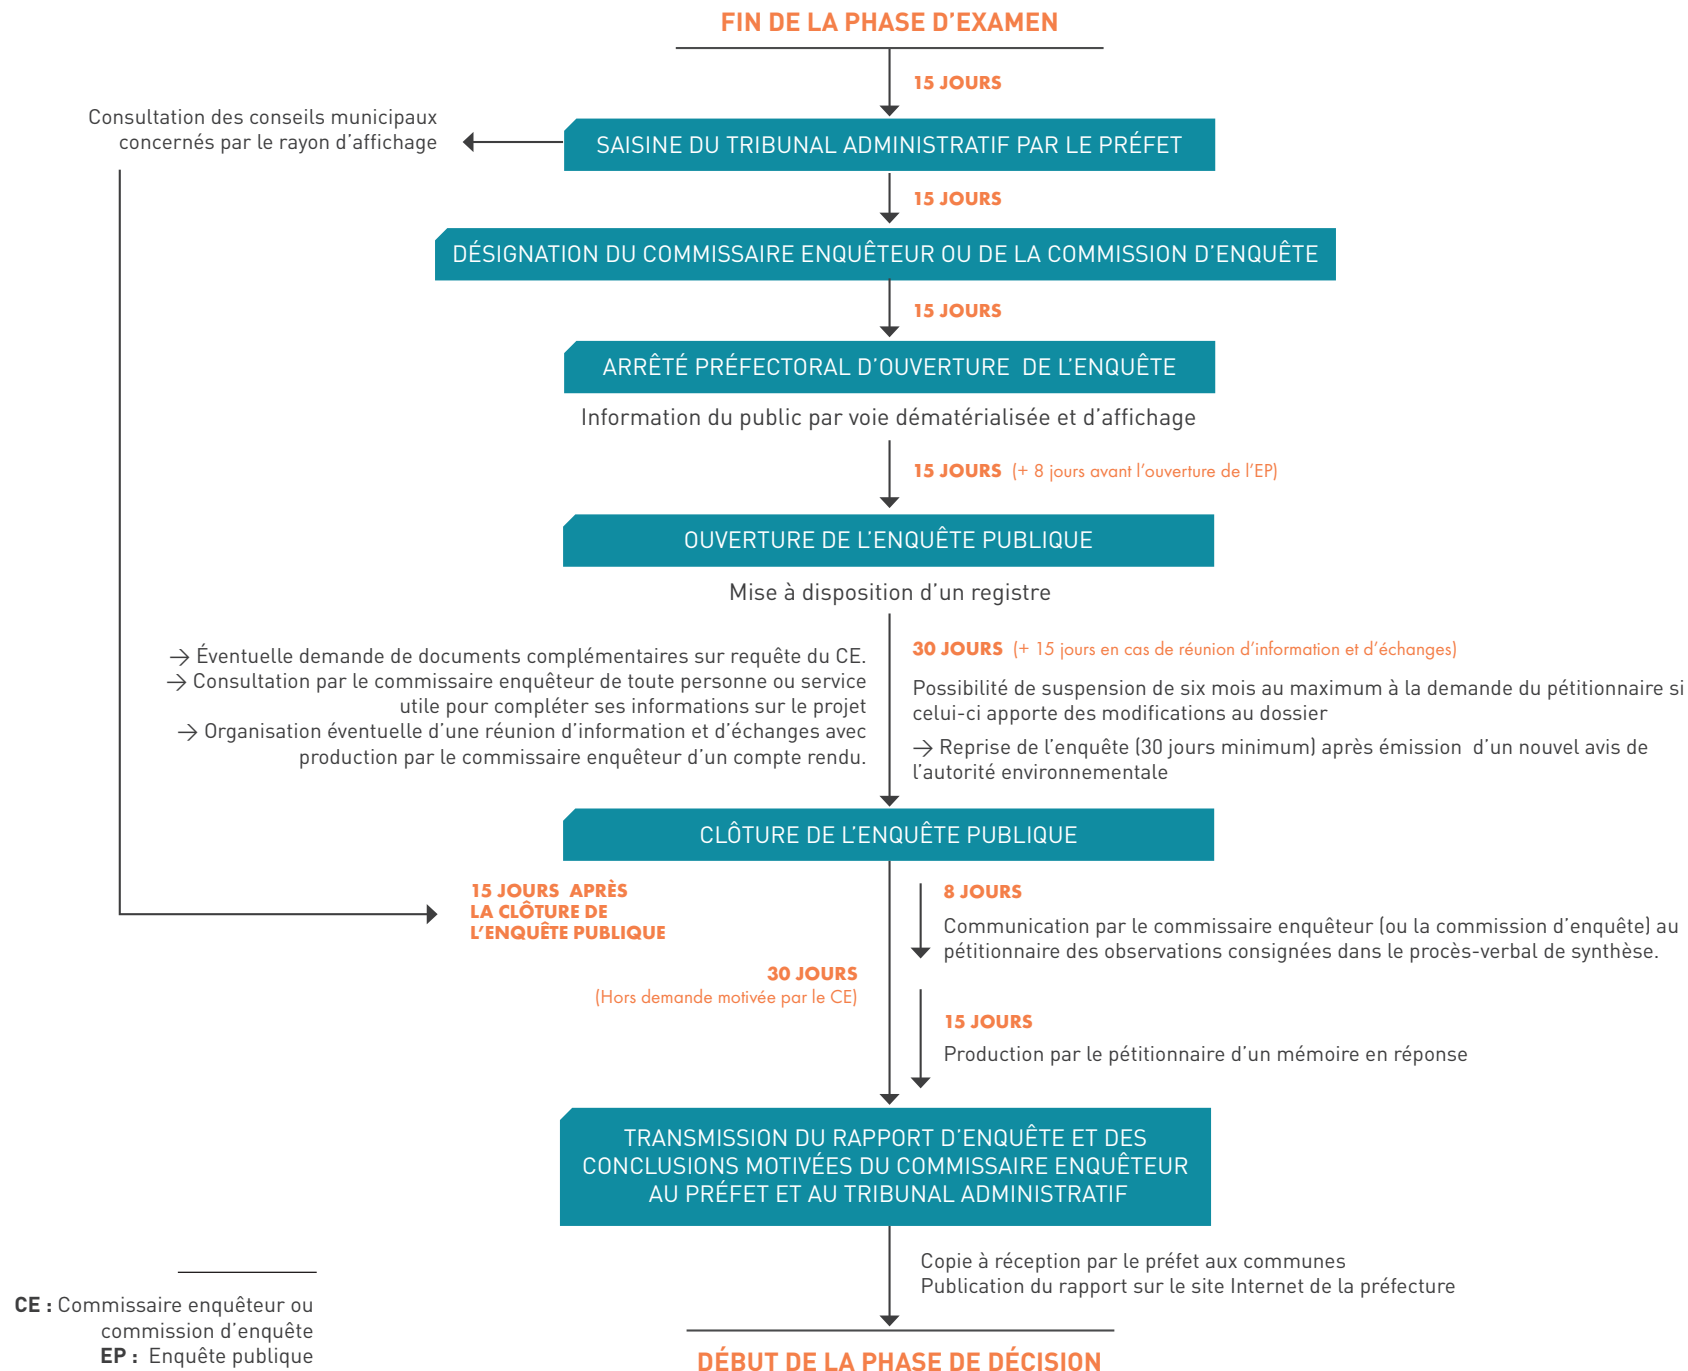 FIN DE LA PHASE D’EXAMEN
15 JOURS
Consultation des conseils municipaux
concernés par le rayon d’affichage
SAISINE DU TRIBUNAL ADMINISTRATIF PAR LE PRÉFET
15 JOURS
DÉSIGNATION DU COMMISSAIRE ENQUÊTEUR OU DE LA COMMISSION D’ENQUÊTE
15 JOURS
ARRÊTÉ PRÉFECTORAL D’OUVERTURE DE L’ENQUÊTE
Information du public par voie dématérialisée et d’affichage
15 JOURS (+ 8 jours avant l’ouverture de l’EP)
OUVERTURE DE L’ENQUÊTE PUBLIQUE
Mise à disposition d’un registre
→ Éventuelle demande de documents complémentaires sur requête du CE.
→ Consultation par le commissaire enquêteur de toute personne ou service
utile pour compléter ses informations sur le projet
→ Organisation éventuelle d’une réunion d’information et d’échanges avec
production par le commissaire enquêteur d’un compte rendu.
30 JOURS (+ 15 jours en cas de réunion d’information et d’échanges)
Possibilité de suspension de six mois au maximum à la demande du pétitionnaire si
celui-ci apporte des modifications au dossier
→ Reprise de l’enquête (30 jours minimum) après émission d’un nouvel avis de
l’autorité environnementale
CLÔTURE DE L’ENQUÊTE PUBLIQUE
15 JOURS APRÈS
LA CLÔTURE DE
L’ENQUÊTE PUBLIQUE
30 JOURS
(Hors demande motivée par le CE)
8 JOURS
Communication par le commissaire enquêteur (ou la commission d’enquête) au
pétitionnaire des observations consignées dans le procès-verbal de synthèse.
15 JOURS
Production par le pétitionnaire d’un mémoire en réponse
TRANSMISSION DU RAPPORT D’ENQUÊTE ET DES
CONCLUSIONS MOTIVÉES DU COMMISSAIRE ENQUÊTEUR
AU PRÉFET ET AU TRIBUNAL ADMINISTRATIF
Copie à réception par le préfet aux communes
Publication du rapport sur le site Internet de la préfecture
CE : Commissaire enquêteur ou
commission d’enquête
EP : Enquête publique
DÉBUT DE LA PHASE DE DÉCISION